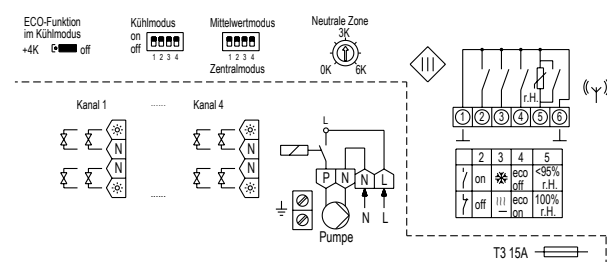 ECO-Funktion
im Kühlmodus
+4K off
Kühlmodus
on
off
1 2 3 4
Mittelwertmodus
1 2 3 4
Zentralmodus
Neutrale Zone
3K
0K 6K
r.H.
1 2 3 4 5 6
Kanal 1 ...... Kanal 4
N N
N N
......
L
P N N L
N L
Pumpe
2 3 4 5
on eco off <95% r.H.
off eco on 100% r.H.
T3 15A